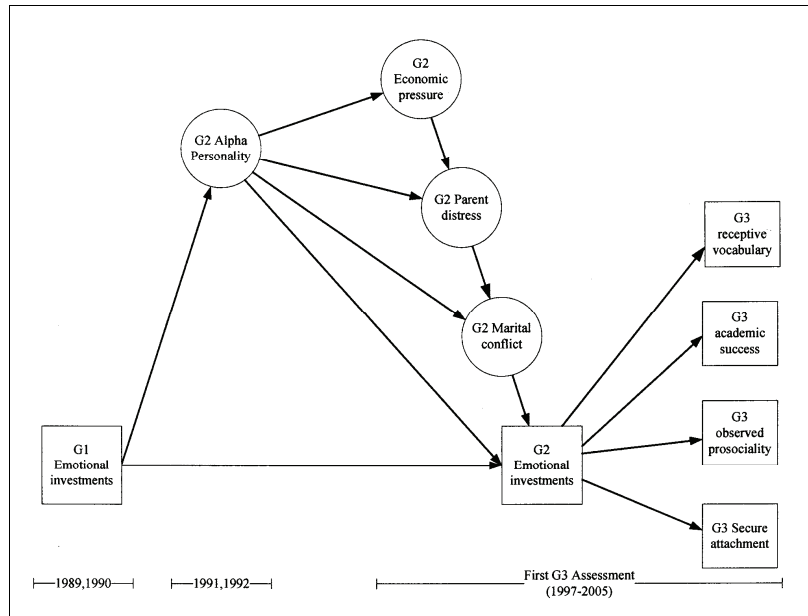 G2
Economic
pressure
G2 Alpha
Personality
G2 Parent
distress
G3
receptive
vocabulary
G2 Marital
conflict
G3
academic
success
G1
Emotional
investments
G2
Emotional
investments
G3
observed
prosociality
G3 Secure
attachment
1989,1990
1991,1992
First G3 Assessment
(1997-2005)